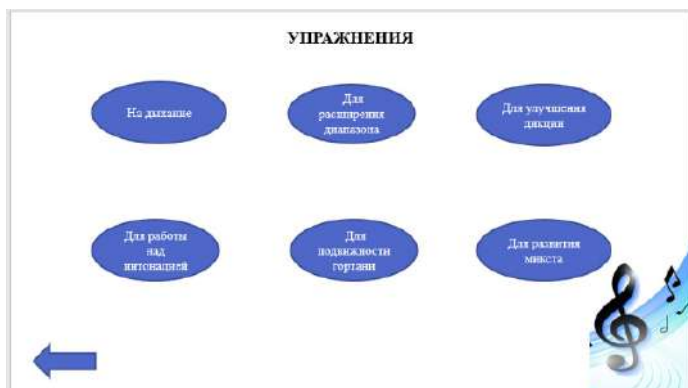 УПРАЖНЕНИЯ
На дыхание
Для
расширения
диапазона
Для улучшения
дикции
Для работы
над
интонацией
Для
подвижности
гортани
Для развития
микста